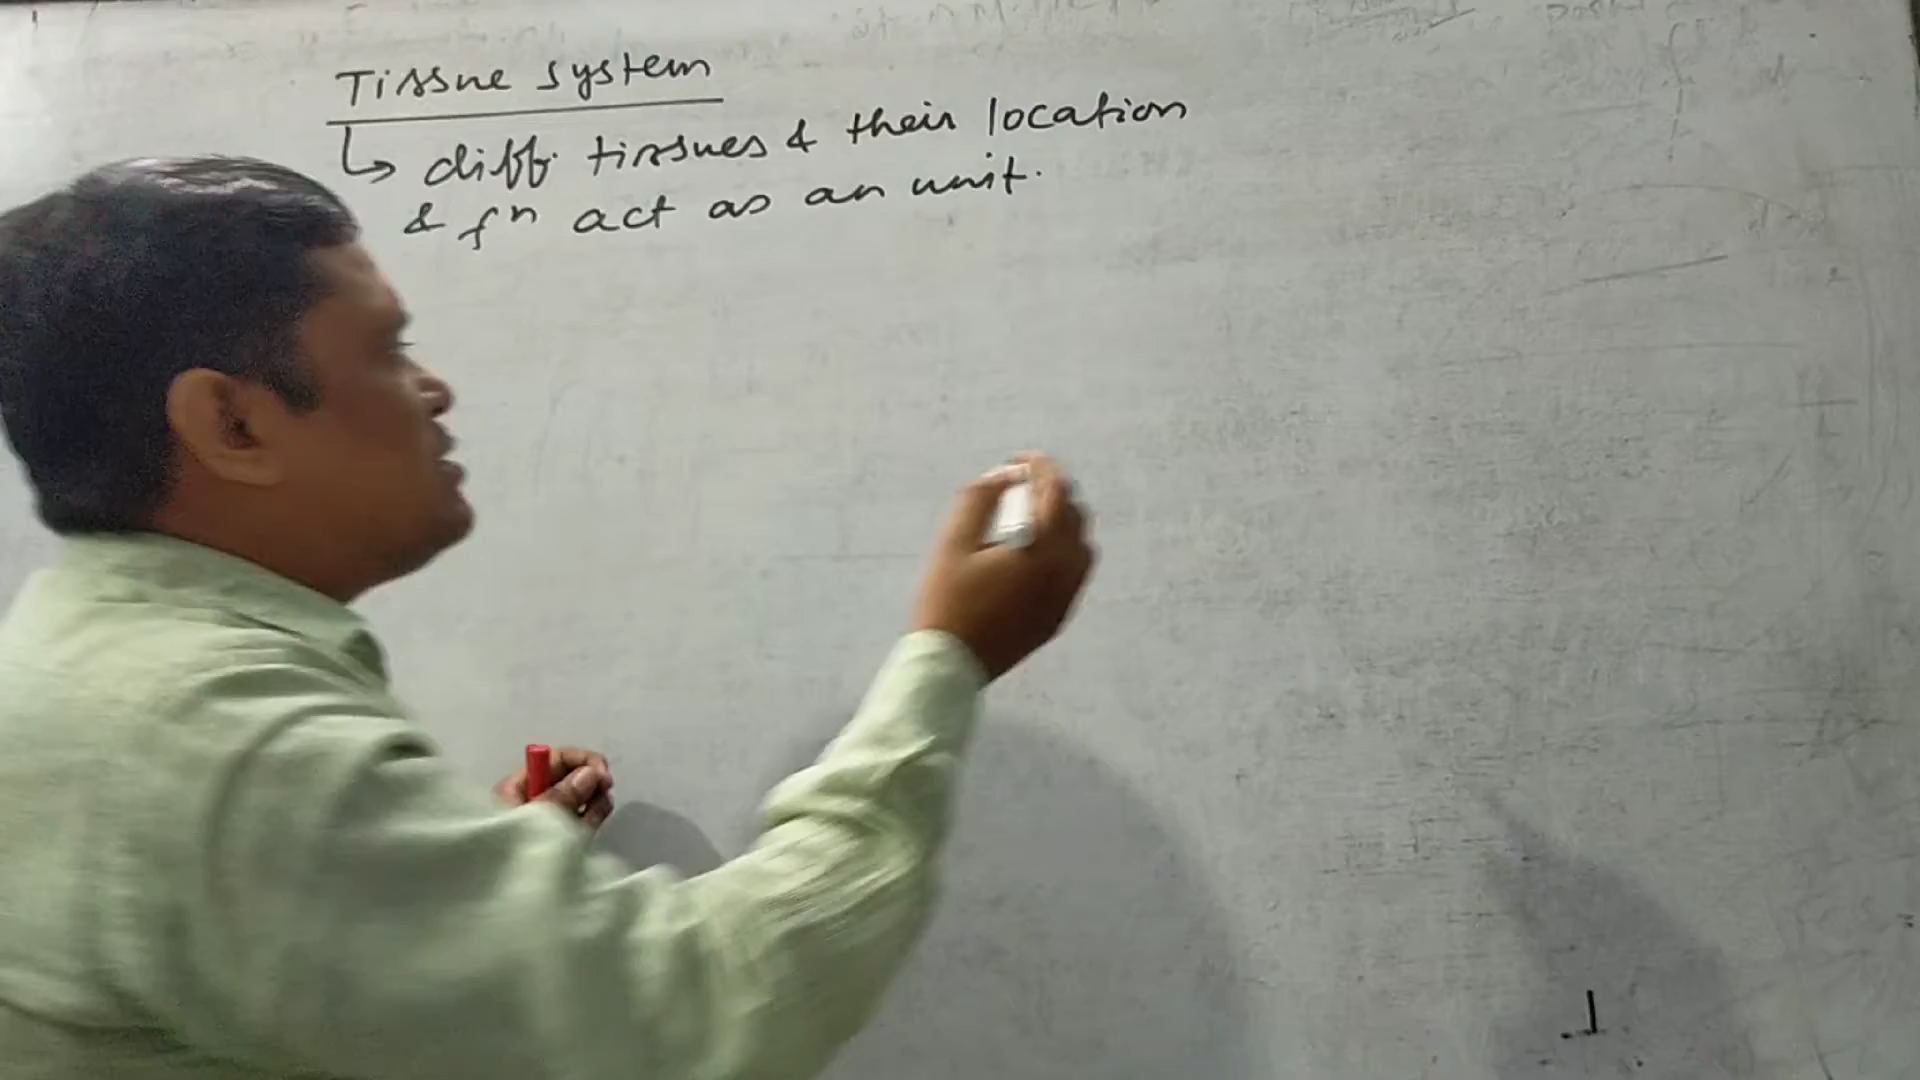 Tissue system
↳ diff. tissues & their location
& fⁿ act as an unit.